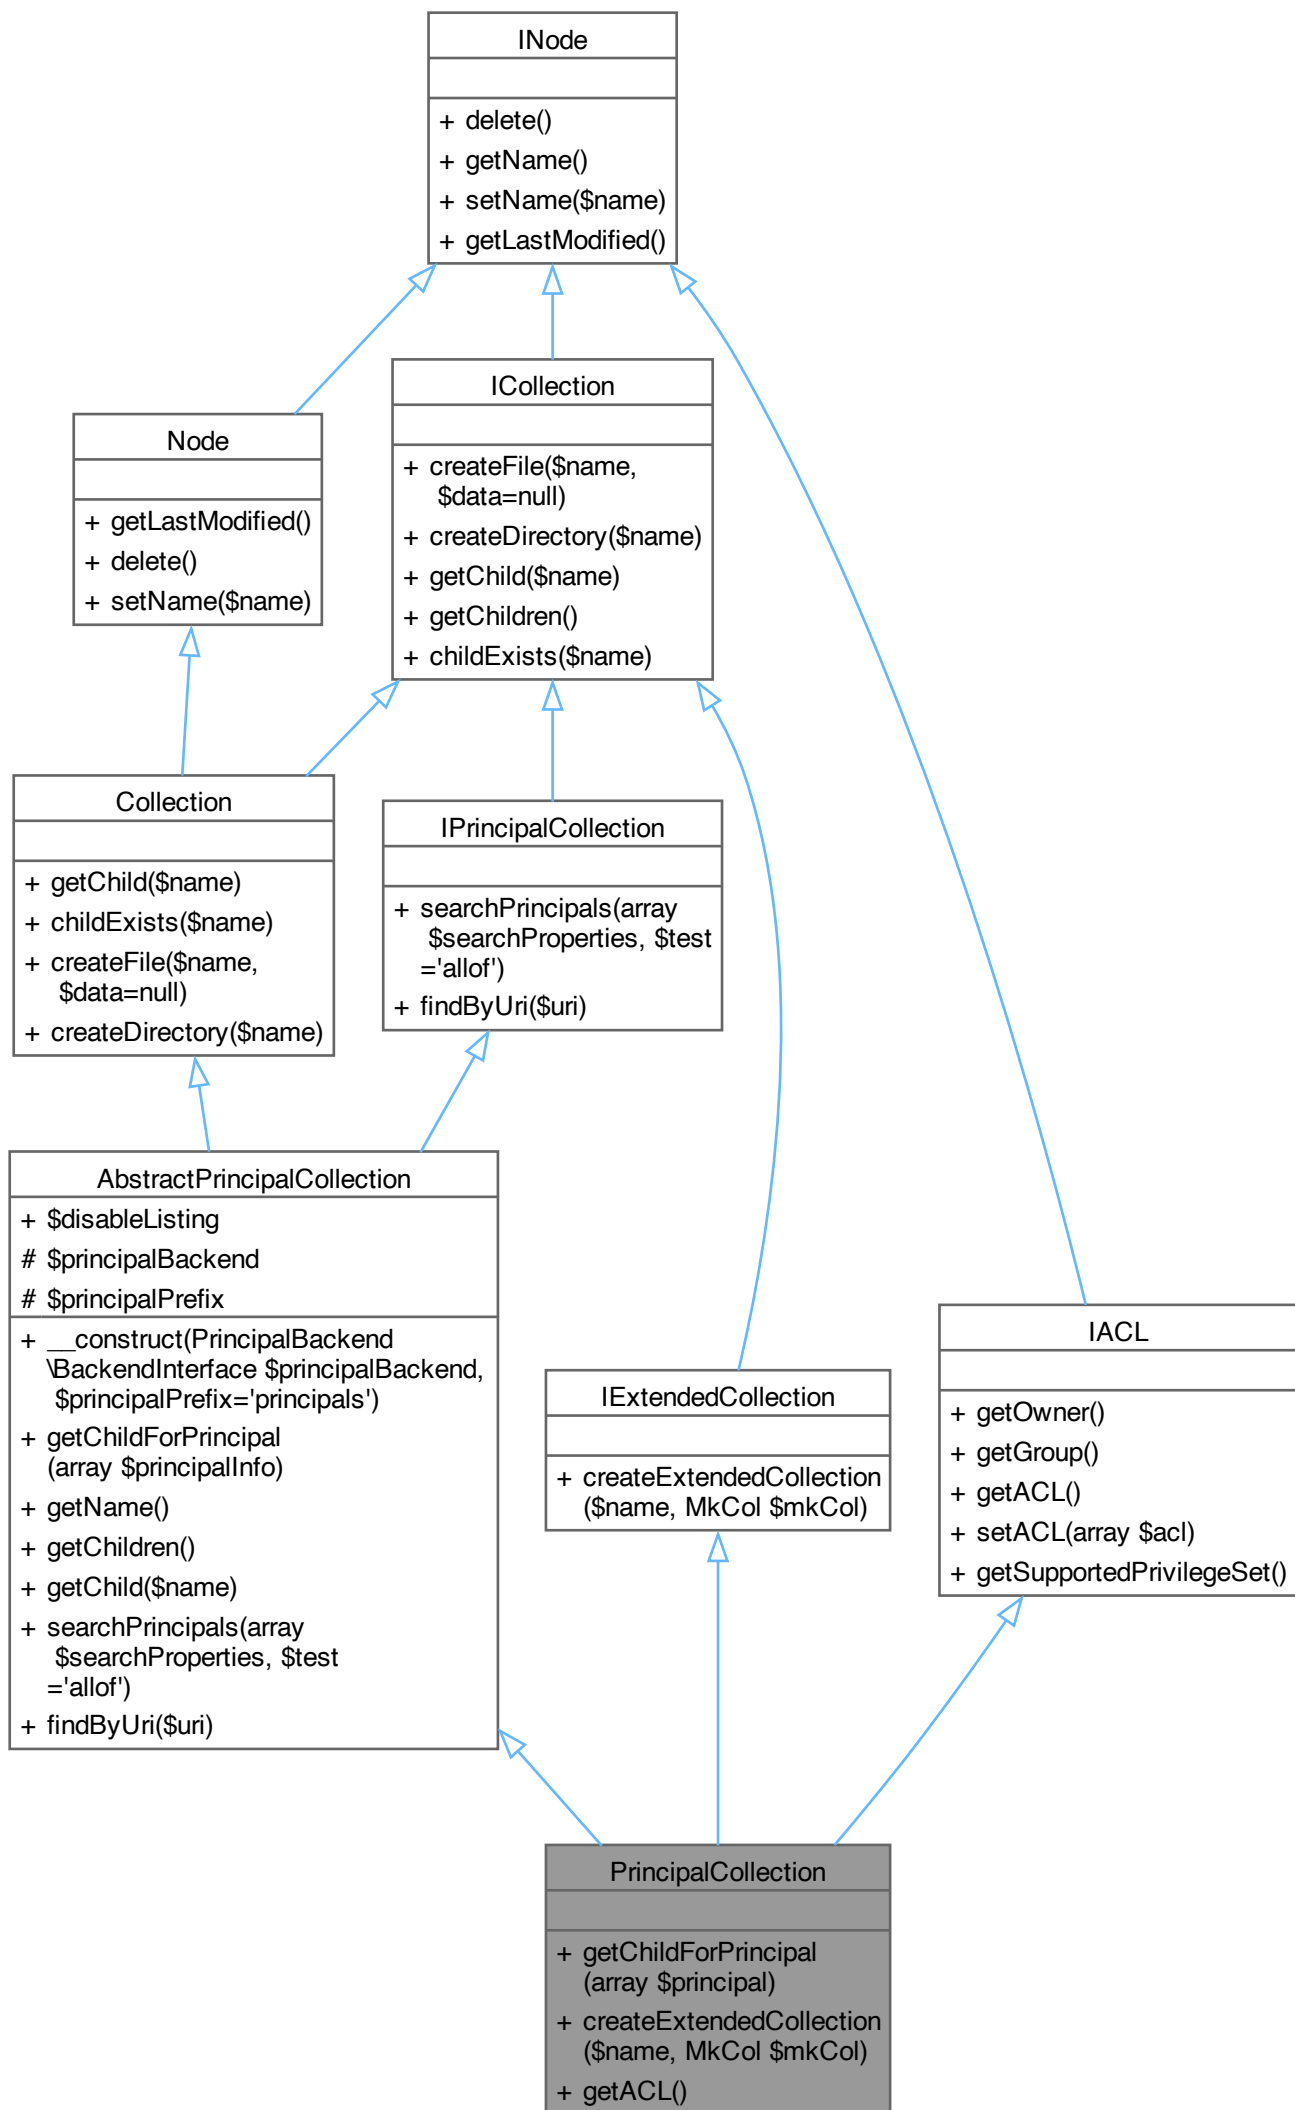 INode
+ delete()
+ getName()
+ setName($name)
+ getLastModified()
ICollection
+ createFile($name,
$data=null)
+ createDirectory($name)
+ getChild($name)
+ getChildren()
+ childExists($name)
Node
+ getLastModified()
+ delete()
+ setName($name)
Collection
+ getChild($name)
+ childExists($name)
+ createFile($name,
$data=null)
+ createDirectory($name)
IPrincipalCollection
+ searchPrincipals(array
$searchProperties, $test
='allof')
+ findByUri($uri)
AbstractPrincipalCollection
+ $disableListing
# $principalBackend
# $principalPrefix
+ __construct(PrincipalBackend
\BackendInterface $principalBackend,
$principalPrefix='principals')
+ getChildForPrincipal
(array $principalInfo)
+ getName()
+ getChildren()
+ getChild($name)
+ searchPrincipals(array
$searchProperties, $test
='allof')
+ findByUri($uri)
IExtendedCollection
+ createExtendedCollection
($name, MkCol $mkCol)
IACL
+ getOwner()
+ getGroup()
+ getACL()
+ setACL(array $acl)
+ getSupportedPrivilegeSet()
PrincipalCollection
+ getChildForPrincipal
(array $principal)
+ createExtendedCollection
($name, MkCol $mkCol)
+ getACL()